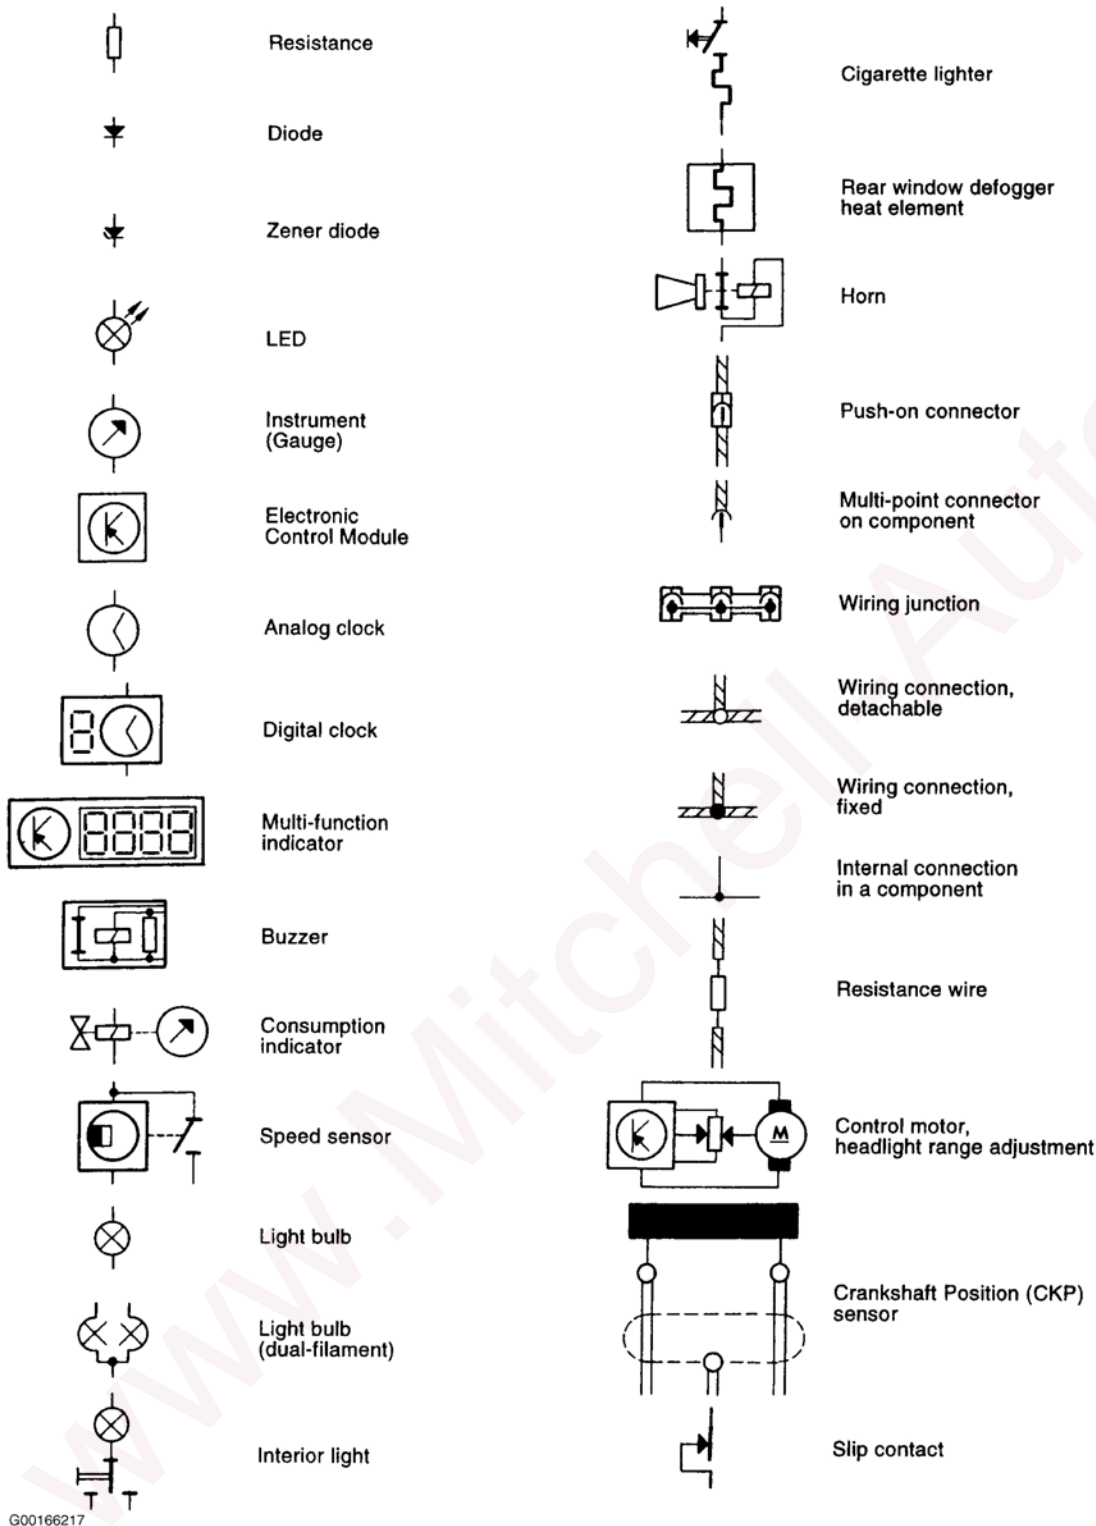 Resistance
Diode
Zener diode
LED
Instrument
(Gauge)
Electronic
Control Module
Analog clock
Digital clock
Multi-function
indicator
Buzzer
Consumption
indicator
Speed sensor
Light bulb
Light bulb
(dual-filament)
Interior light
G00166217
Cigarette lighter
Rear window defogger
heat element
Horn
Push-on connector
Multi-point connector
on component
Wiring junction
Wiring connection,
detachable
Wiring connection,
fixed
Internal connection
in a component
Resistance wire
M
Control motor,
headlight range adjustment
Crankshaft Position (CKP)
sensor
Slip contact
www.Mitchell-Auto